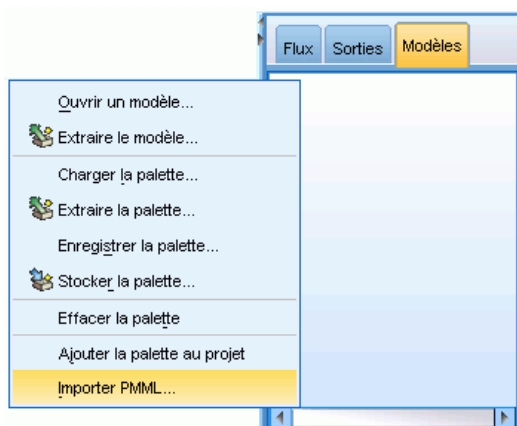 Flux Sorties Modèles
Ouvrir un modèle...
Extraire le modèle...
Charger la palette...
Extraire la palette...
Enregistrer la palette...
Stocker la palette...
Effacer la palette
Ajouter la palette au projet
Importer PMML...